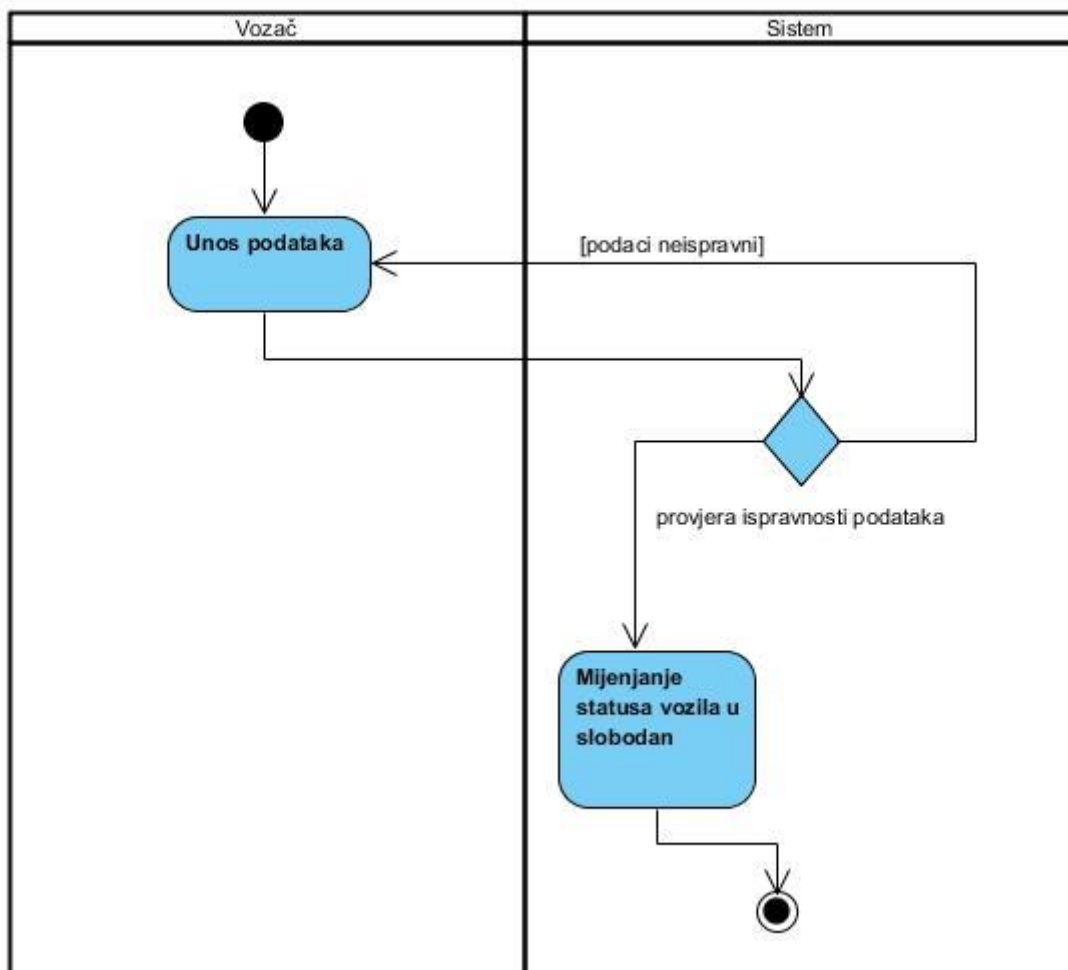 Vozač
Sistem
Unos podataka
[podaci neispravni]
provjera ispravnosti podataka
Mijenjanje
statusa vozila u
slobodan